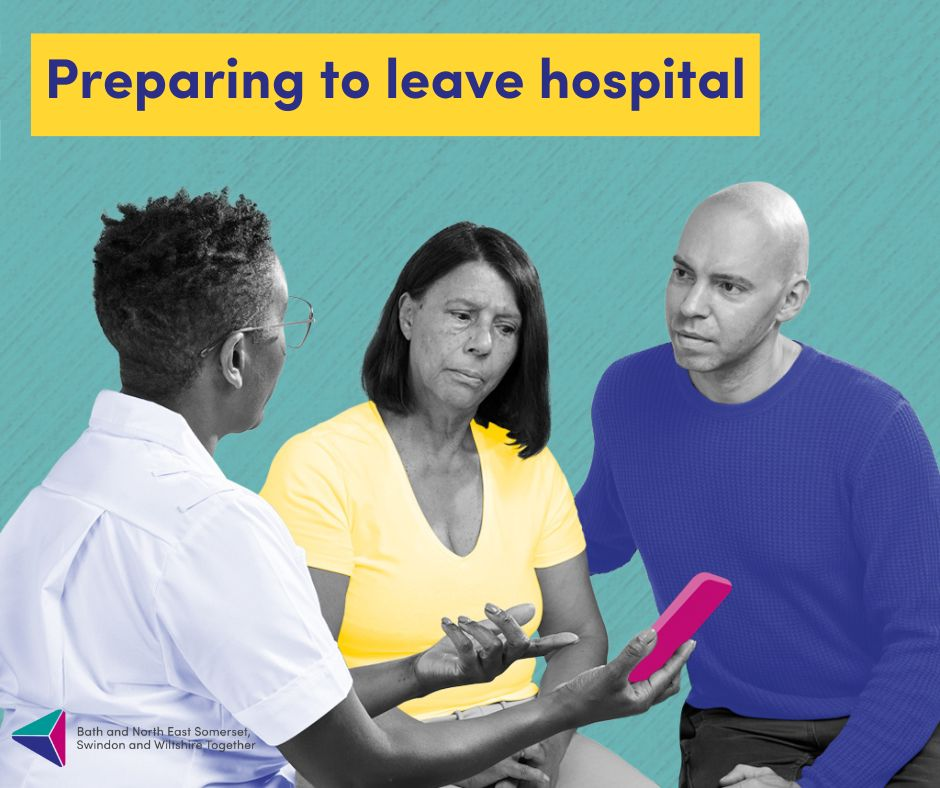 Preparing to leave hospital
Bath and North East Somerset,
Swindon and Wiltshire Together